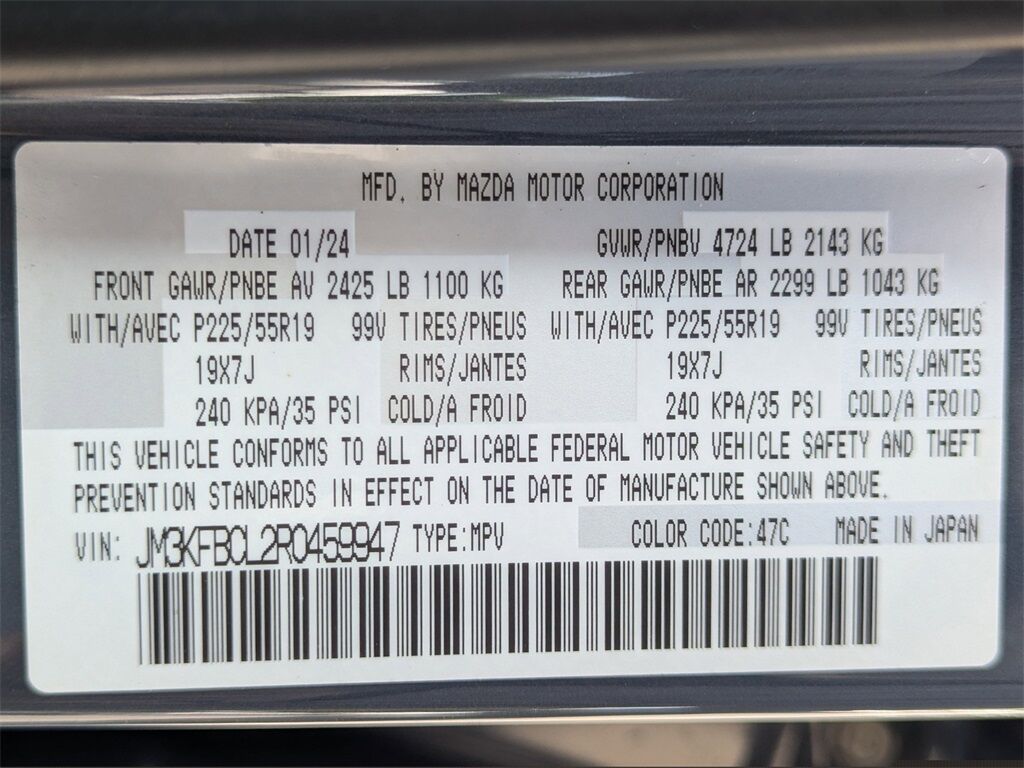 MFD. BY MAZDA MOTOR CORPORATION
DATE 01/24 GVWR/PNBV 4724 LB 2143 KG
FRONT GAWR/PNBE AV 2425 LB 1100 KG REAR GAWR/PNBE AR 2299 LB 1043 KG
WITH/AVEC P225/55R19 99V TIRES/PNEUS WITH/AVEC P225/55R19 99V TIRES/PNEUS
19X7J RIMS/JANTES 19X7J RIMS/JANTES
240 KPA/35 PSI COLD/A FROID 240 KPA/35 PSI COLD/A FROID
THIS VEHICLE CONFORMS TO ALL APPLICABLE FEDERAL MOTOR VEHICLE SAFETY AND THEFT
PREVENTION STANDARDS IN EFFECT ON THE DATE OF MANUFACTURE SHOWN ABOVE.
VIN: JM3KFBCL2R0459947 TYPE:MPV COLOR CODE:47C MADE IN JAPAN